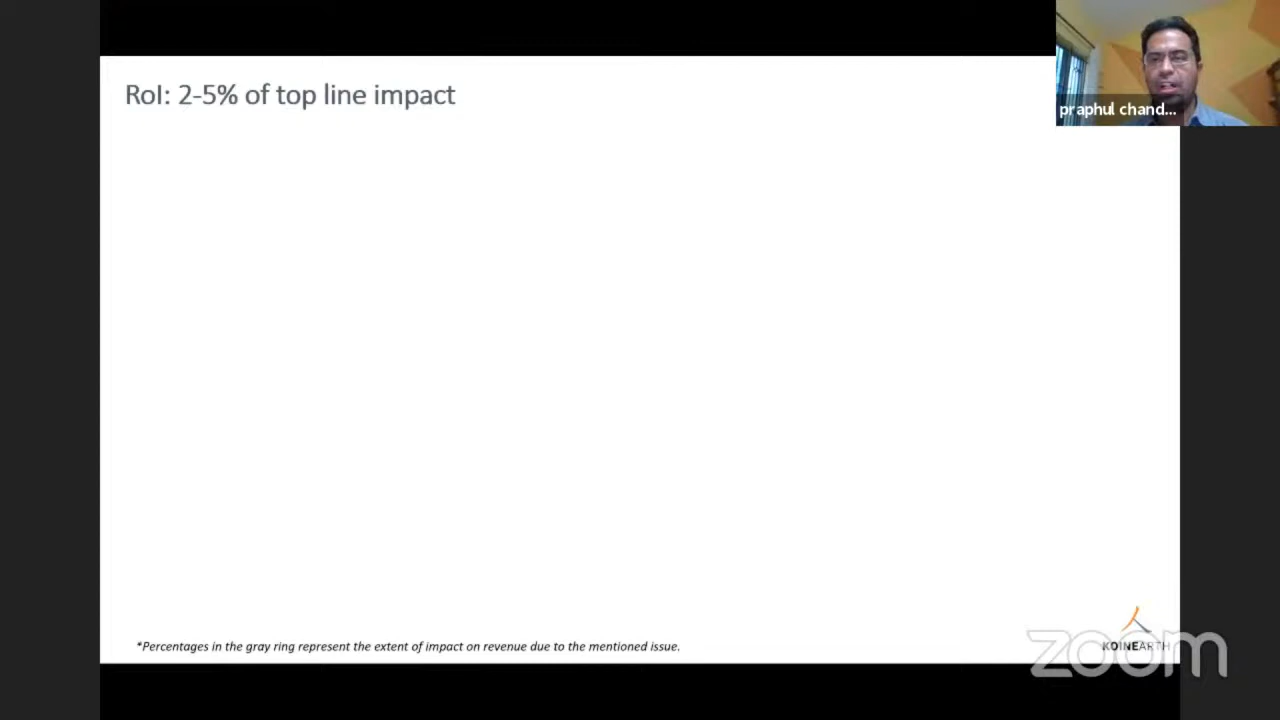 RoI: 2-5% of top line impact
praphul chand...
*Percentages in the gray ring represent the extent of impact on revenue due to the mentioned issue.
KOINEARTH
zoom